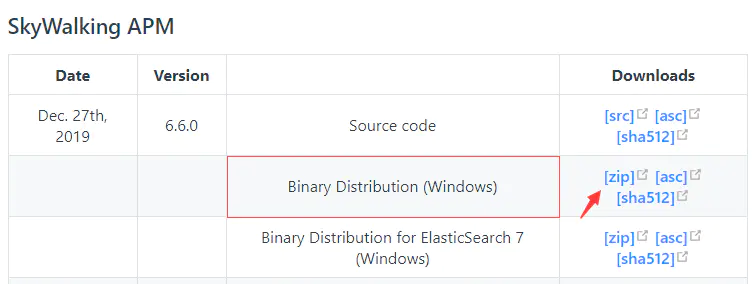 SkyWalking APM
Date Version Downloads
Dec. 27th, 2019 6.6.0 Source code [src] [asc] [sha512]
Binary Distribution (Windows) [zip] [asc] [sha512]
Binary Distribution for ElasticSearch 7 (Windows) [zip] [asc] [sha512]